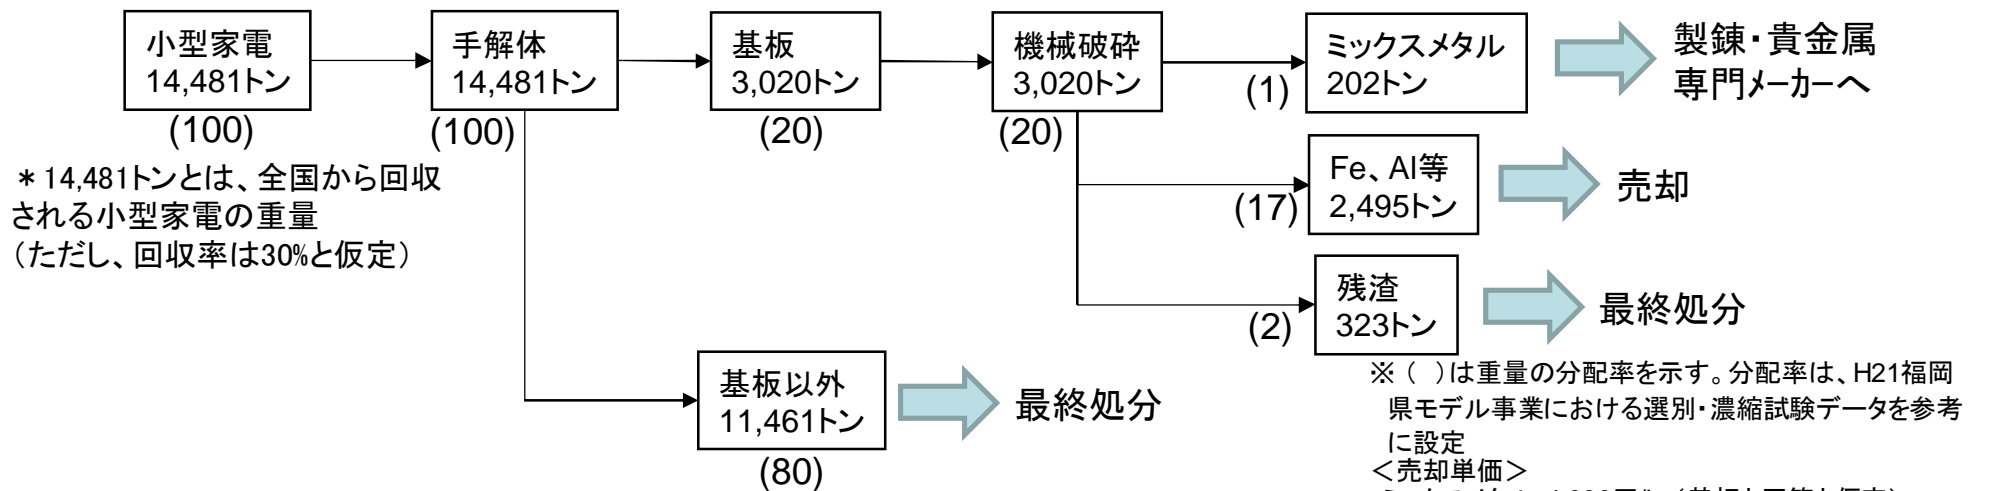 小型家電
14,481トン
(100)
手解体
14,481トン
(100)
基板
3,020トン
(20)
機械破砕
3,020トン
(20)
(1)
ミックスメタル
202トン
製錬・貴金属
専門メーカーへ
＊14,481トンとは、全国から回収
される小型家電の重量
（ただし、回収率は30%と仮定）
(17)
Fe、Al等
2,495トン
売却
(2)
残渣
323トン
最終処分
基板以外
11,461トン
(80)
最終処分
※（　）は重量の分配率を示す。分配率は、H21福岡
県モデル事業における選別・濃縮試験データを参考
に設定
＜売却単価＞